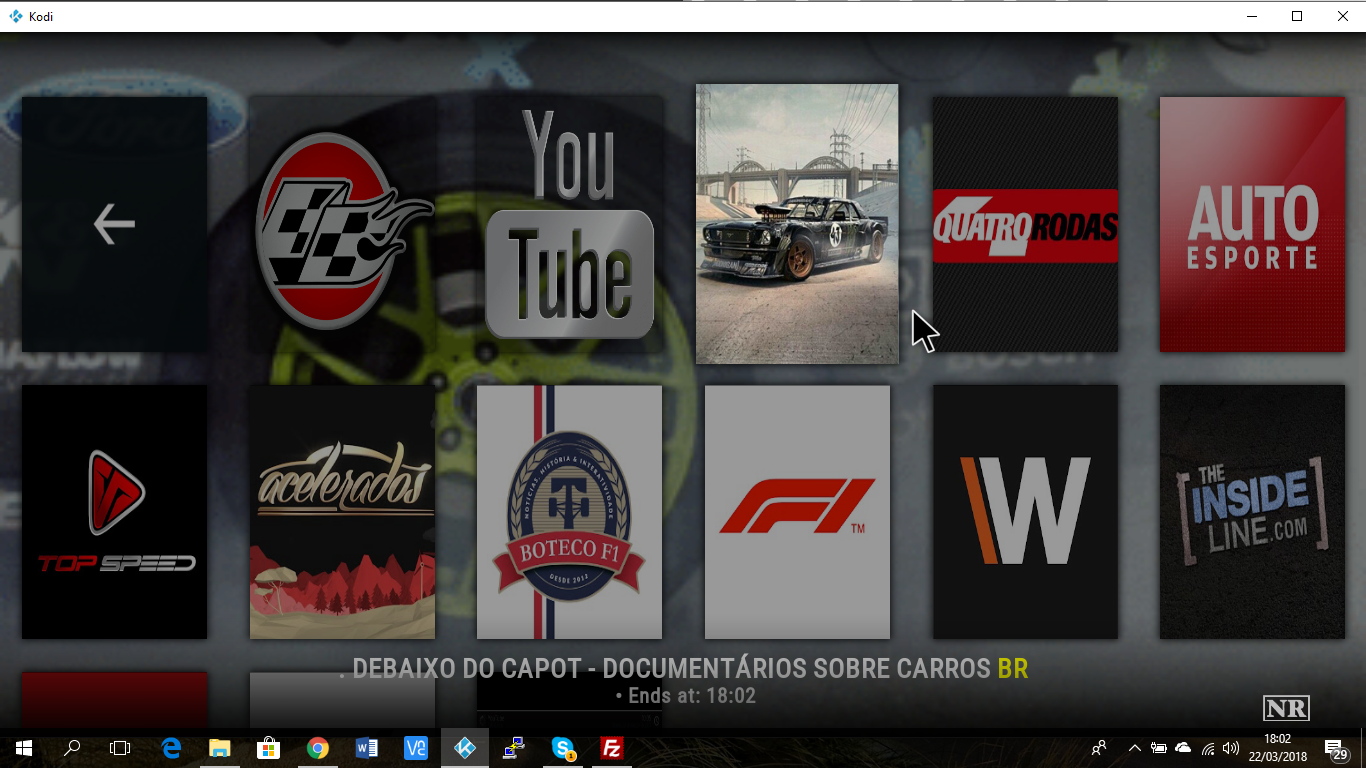 Kodi
You
Tube
43
QUATRO RODAS
AUTO
ESPORTE
TOP SPEED
acelerados
NOTÍCIAS, HISTÓRIA & INTERATIVIDADE
BOTECO F1
DESDE 2012
F1
TM
W
THE
INSIDE
LINE.COM
. DEBAIXO DO CAPOT - DOCUMENTÁRIOS SOBRE CARROS BR
• Ends at: 18:02
NR
18:02
22/03/2018
29